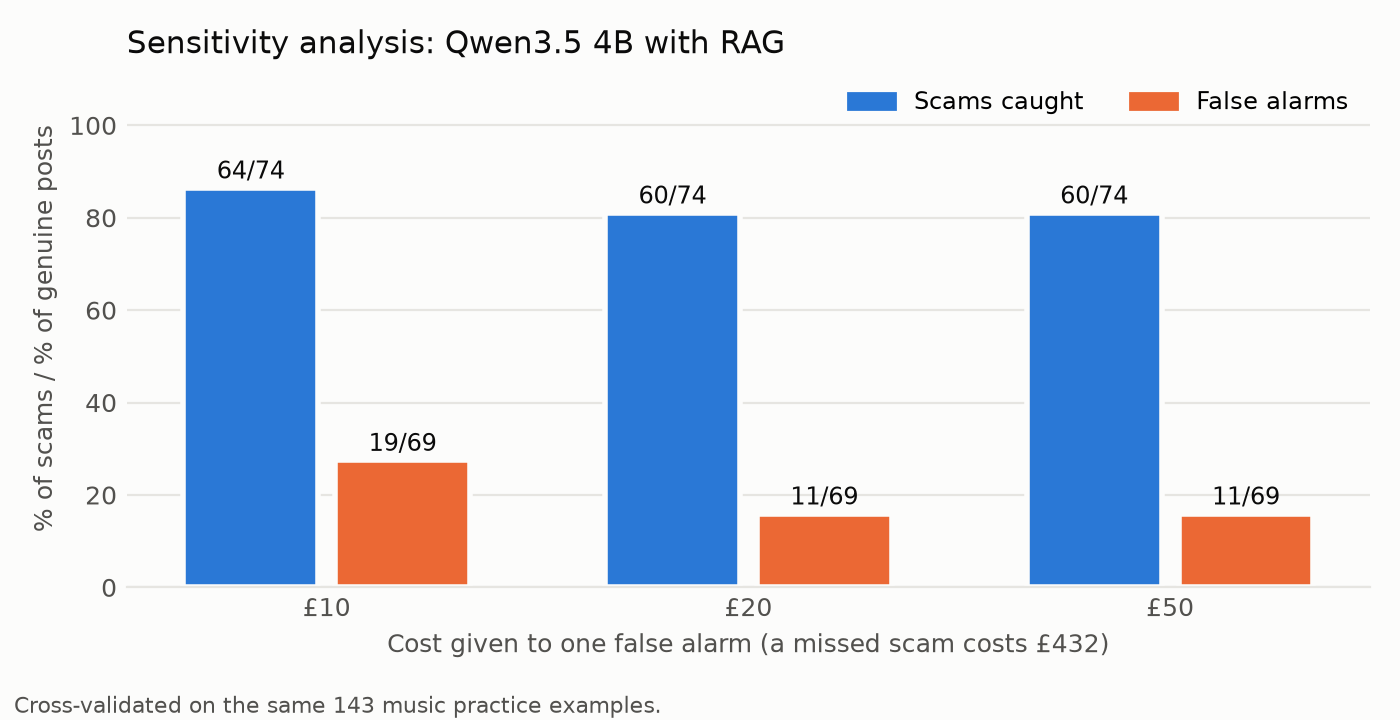 Sensitivity analysis: Qwen3.5 4B with RAG
Scams caught
False alarms
% of scams / % of genuine posts
100
80
60
40
20
0
64/74
19/69
60/74
11/69
60/74
11/69
£10
£20
£50
Cost given to one false alarm (a missed scam costs £432)
Cross-validated on the same 143 music practice examples.